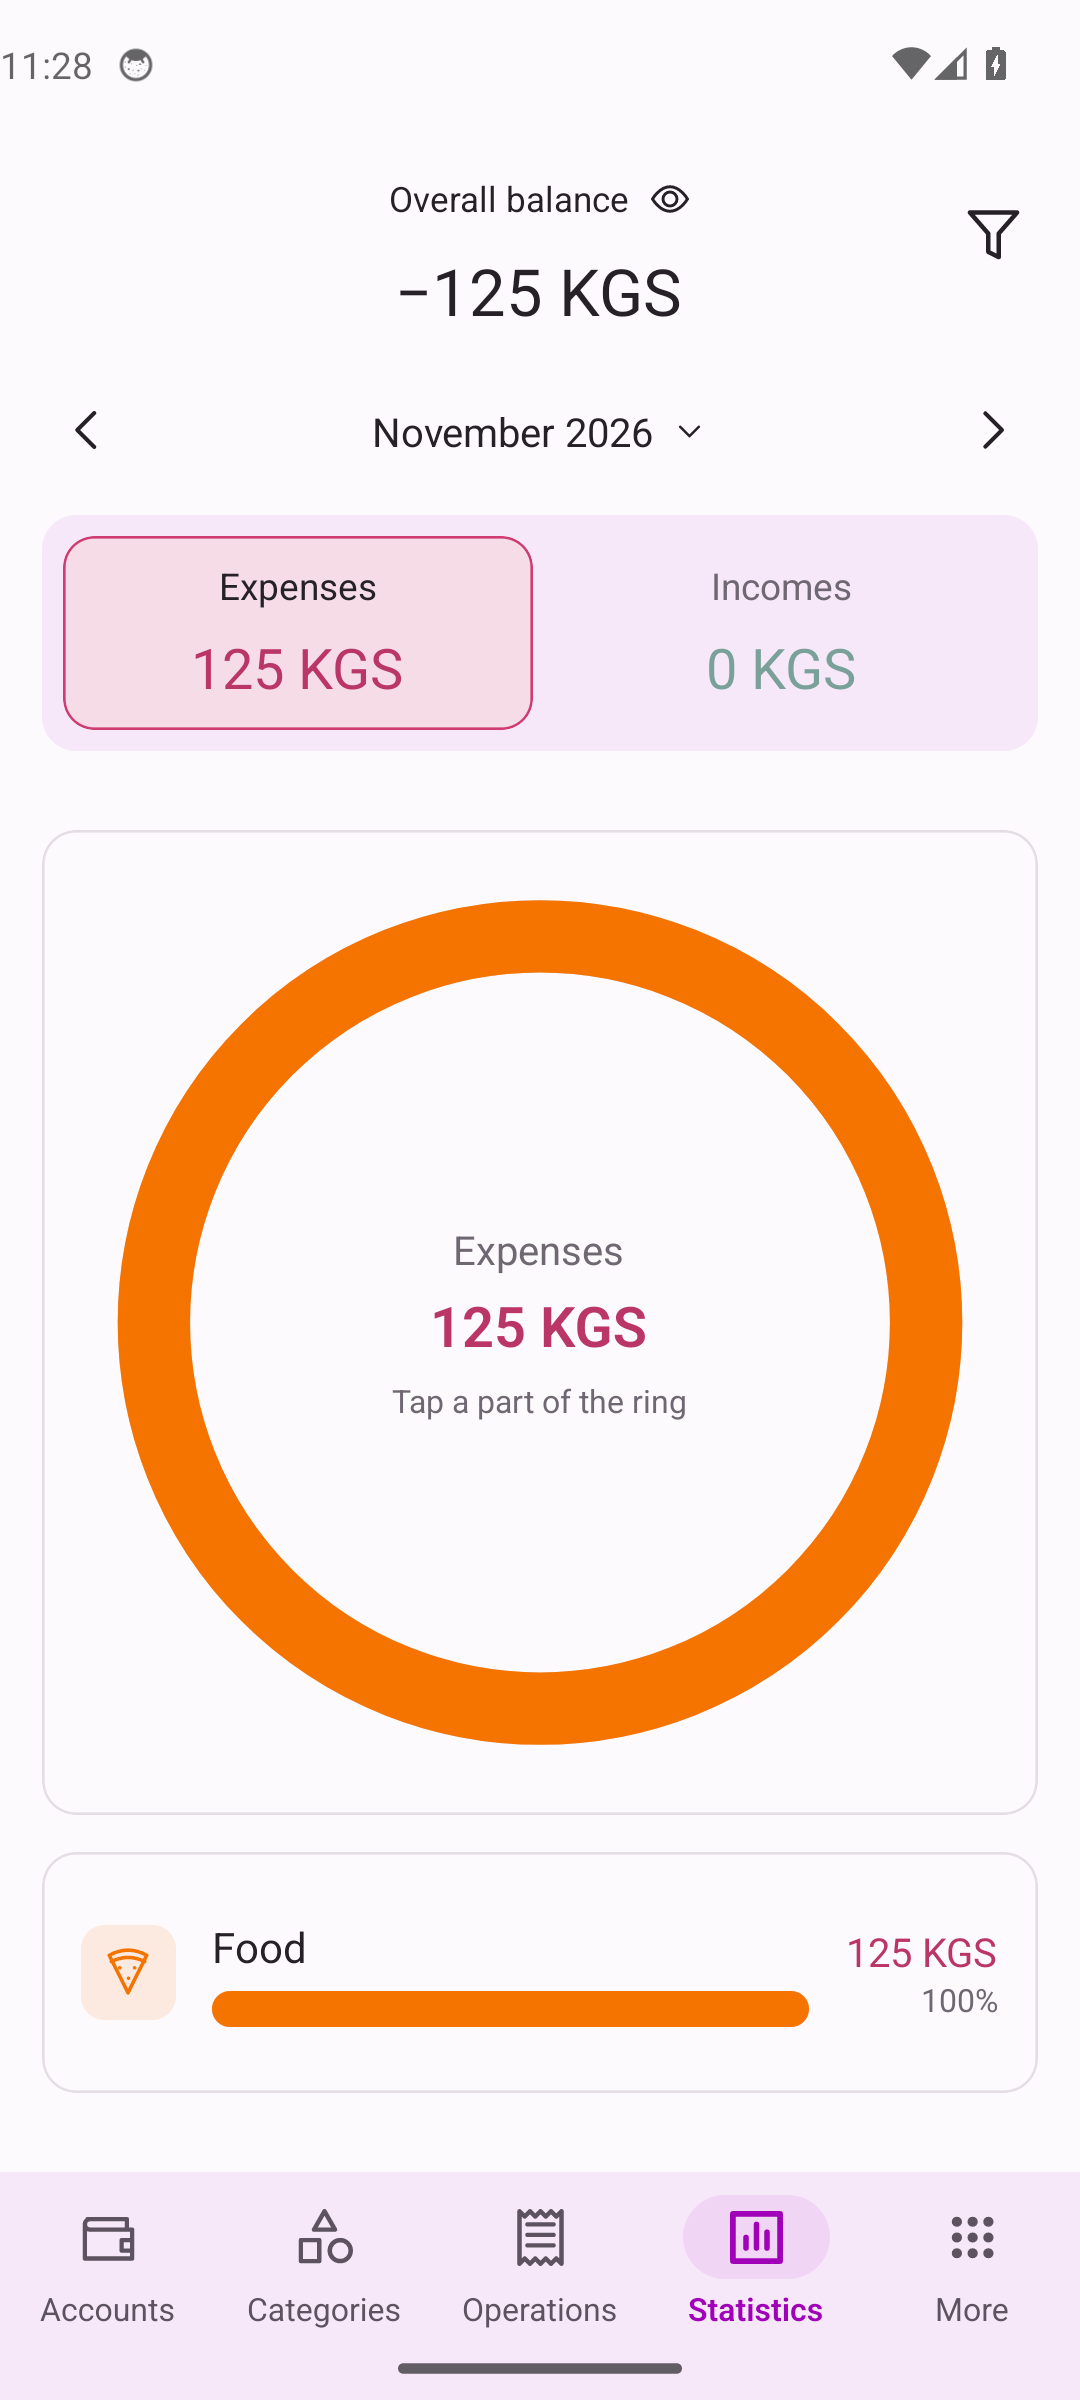 11:28
Overall balance
−125 KGS
November 2026
Expenses
125 KGS
Incomes
0 KGS
Expenses
125 KGS
Tap a part of the ring
Food
125 KGS
100%
Accounts
Categories
Operations
Statistics
More